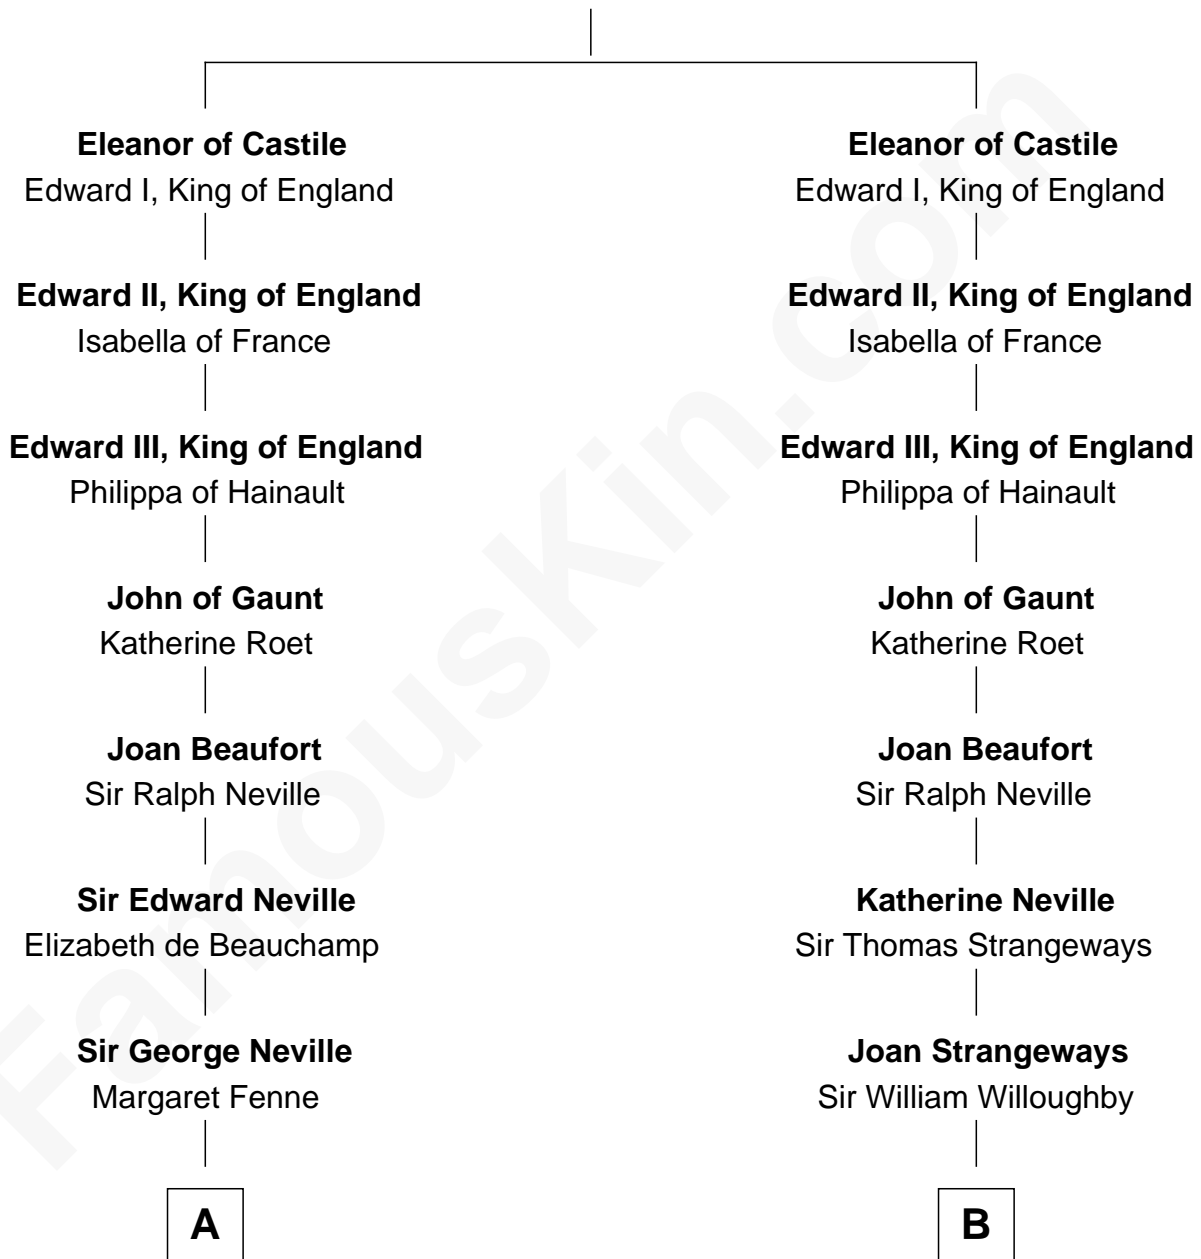 Eleanor of Castile
Edward I, King of England
Edward II, King of England
Isabella of France
Edward III, King of England
Philippa of Hainault
John of Gaunt
Katherine Roet
Joan Beaufort
Sir Ralph Neville
Sir Edward Neville
Elizabeth de Beauchamp
Sir George Neville
Margaret Fenne
A
Eleanor of Castile
Edward I, King of England
Edward II, King of England
Isabella of France
Edward III, King of England
Philippa of Hainault
John of Gaunt
Katherine Roet
Joan Beaufort
Sir Ralph Neville
Katherine Neville
Sir Thomas Strangeways
Joan Strangeways
Sir William Willoughby
B
FamousKin.com